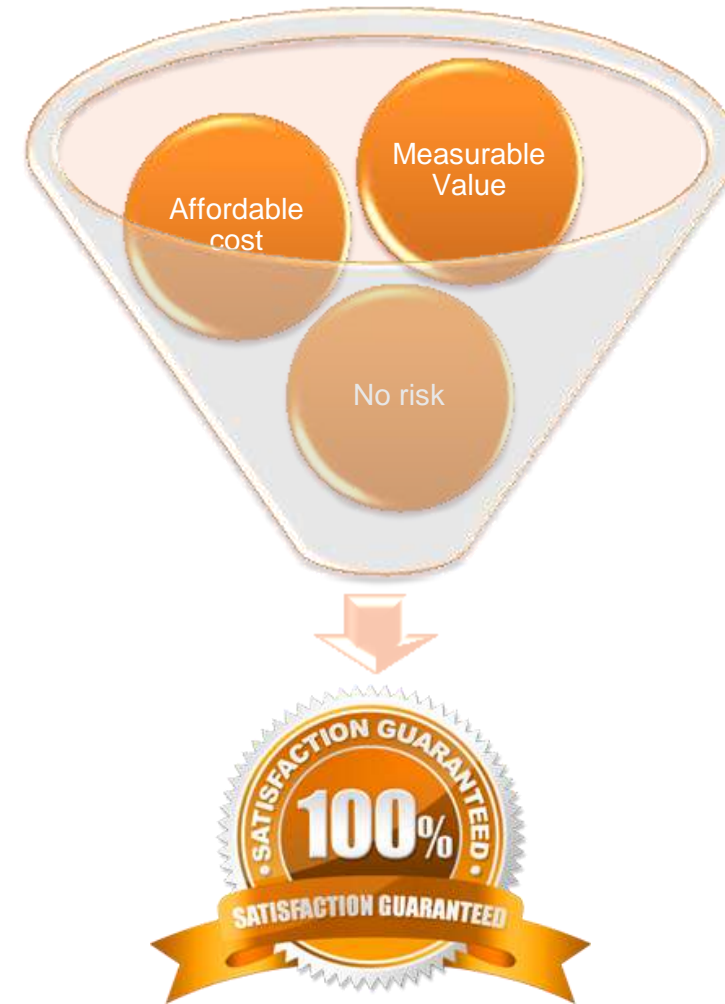 Measurable
Value
Affordable
cost
No risk
• SATISFACTION GUARANTEED •
100%
SATISFACTION GUARANTEED